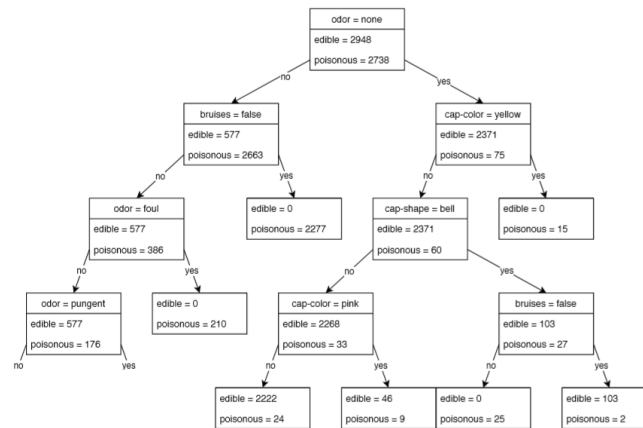 odor = none
edible = 2948
poisonous = 2738
no
yes
bruises = false
edible = 577
poisonous = 2663
cap-color = yellow
edible = 2371
poisonous = 75
no
yes
no
yes
odor = foul
edible = 577
poisonous = 386
edible = 0
poisonous = 2277
cap-shape = bell
edible = 2371
poisonous = 60
edible = 0
poisonous = 15
no
yes
no
yes
odor = pungent
edible = 577
poisonous = 176
edible = 0
poisonous = 210
cap-color = pink
edible = 2268
poisonous = 33
bruises = false
edible = 103
poisonous = 27
no
yes
no
yes
no
yes
edible = 2222
poisonous = 24
edible = 46
poisonous = 9
edible = 0
poisonous = 25
edible = 103
poisonous = 2